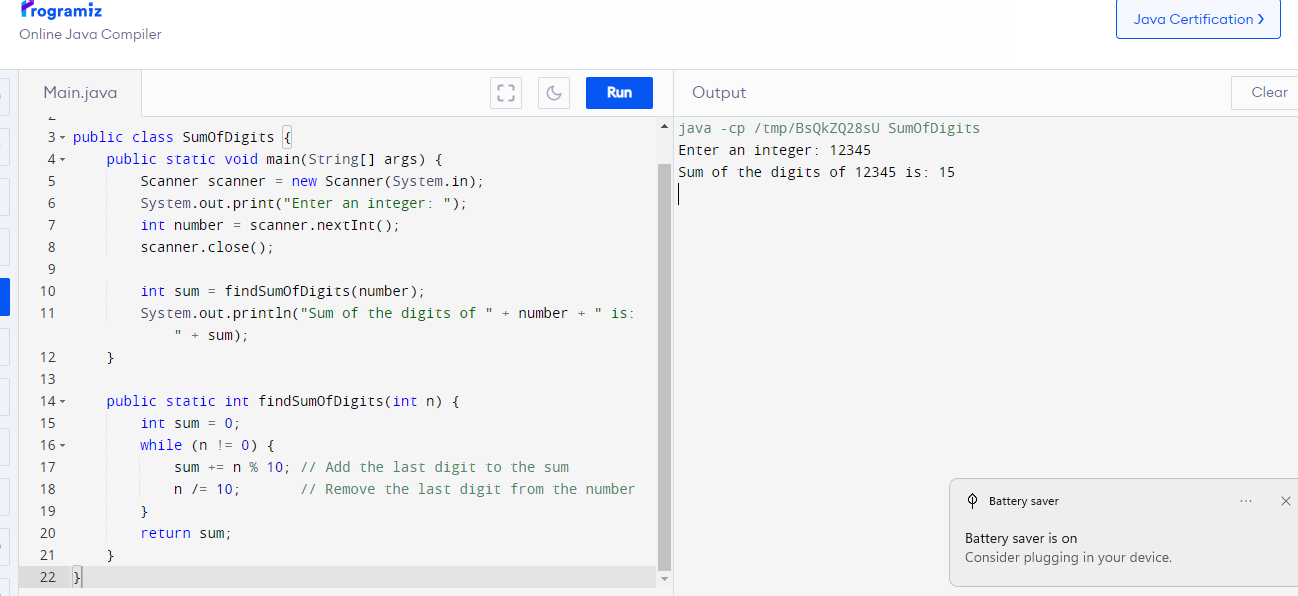 Programiz
Online Java Compiler
Java Certification >
Main.java
Run
Output
Clear
2
3 public class SumOfDigits {
4     public static void main(String[] args) {
5         Scanner scanner = new Scanner(System.in);
6         System.out.print("Enter an integer: ");
7         int number = scanner.nextInt();
8         scanner.close();
9
10         int sum = findSumOfDigits(number);
11         System.out.println("Sum of the digits of " + number + " is:
" + sum);
12     }
13
14     public static int findSumOfDigits(int n) {
15         int sum = 0;
16         while (n != 0) {
17             sum += n % 10; // Add the last digit to the sum
18             n /= 10;       // Remove the last digit from the number
19         }
20         return sum;
21     }
22 }
java -cp /tmp/BsQkZQ28sU SumOfDigits
Enter an integer: 12345
Sum of the digits of 12345 is: 15
Battery saver
Battery saver is on
Consider plugging in your device.